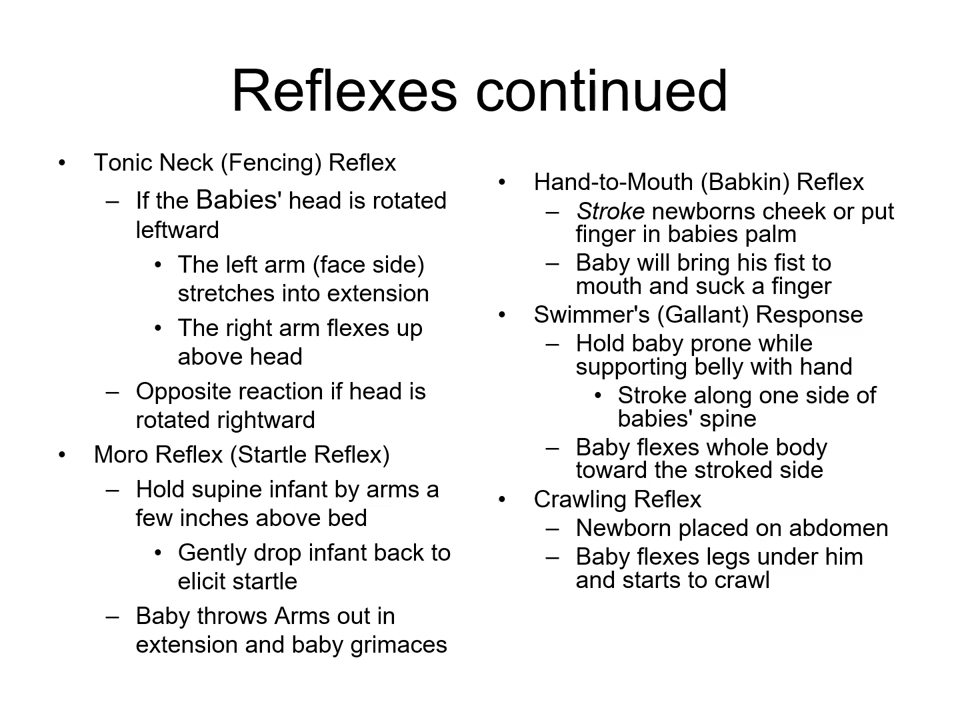 Reflexes continued
• Tonic Neck (Fencing) Reflex
– If the Babies' head is rotated
leftward
• The left arm (face side)
stretches into extension
• The right arm flexes up
above head
– Opposite reaction if head is
rotated rightward
• Moro Reflex (Startle Reflex)
– Hold supine infant by arms a
few inches above bed
• Gently drop infant back to
elicit startle
– Baby throws Arms out in
extension and baby grimaces
• Hand-to-Mouth (Babkin) Reflex
– Stroke newborns cheek or put
finger in babies palm
– Baby will bring his fist to
mouth and suck a finger
• Swimmer's (Gallant) Response
– Hold baby prone while
supporting belly with hand
• Stroke along one side of
babies' spine
– Baby flexes whole body
toward the stroked side
• Crawling Reflex
– Newborn placed on abdomen
– Baby flexes legs under him
and starts to crawl